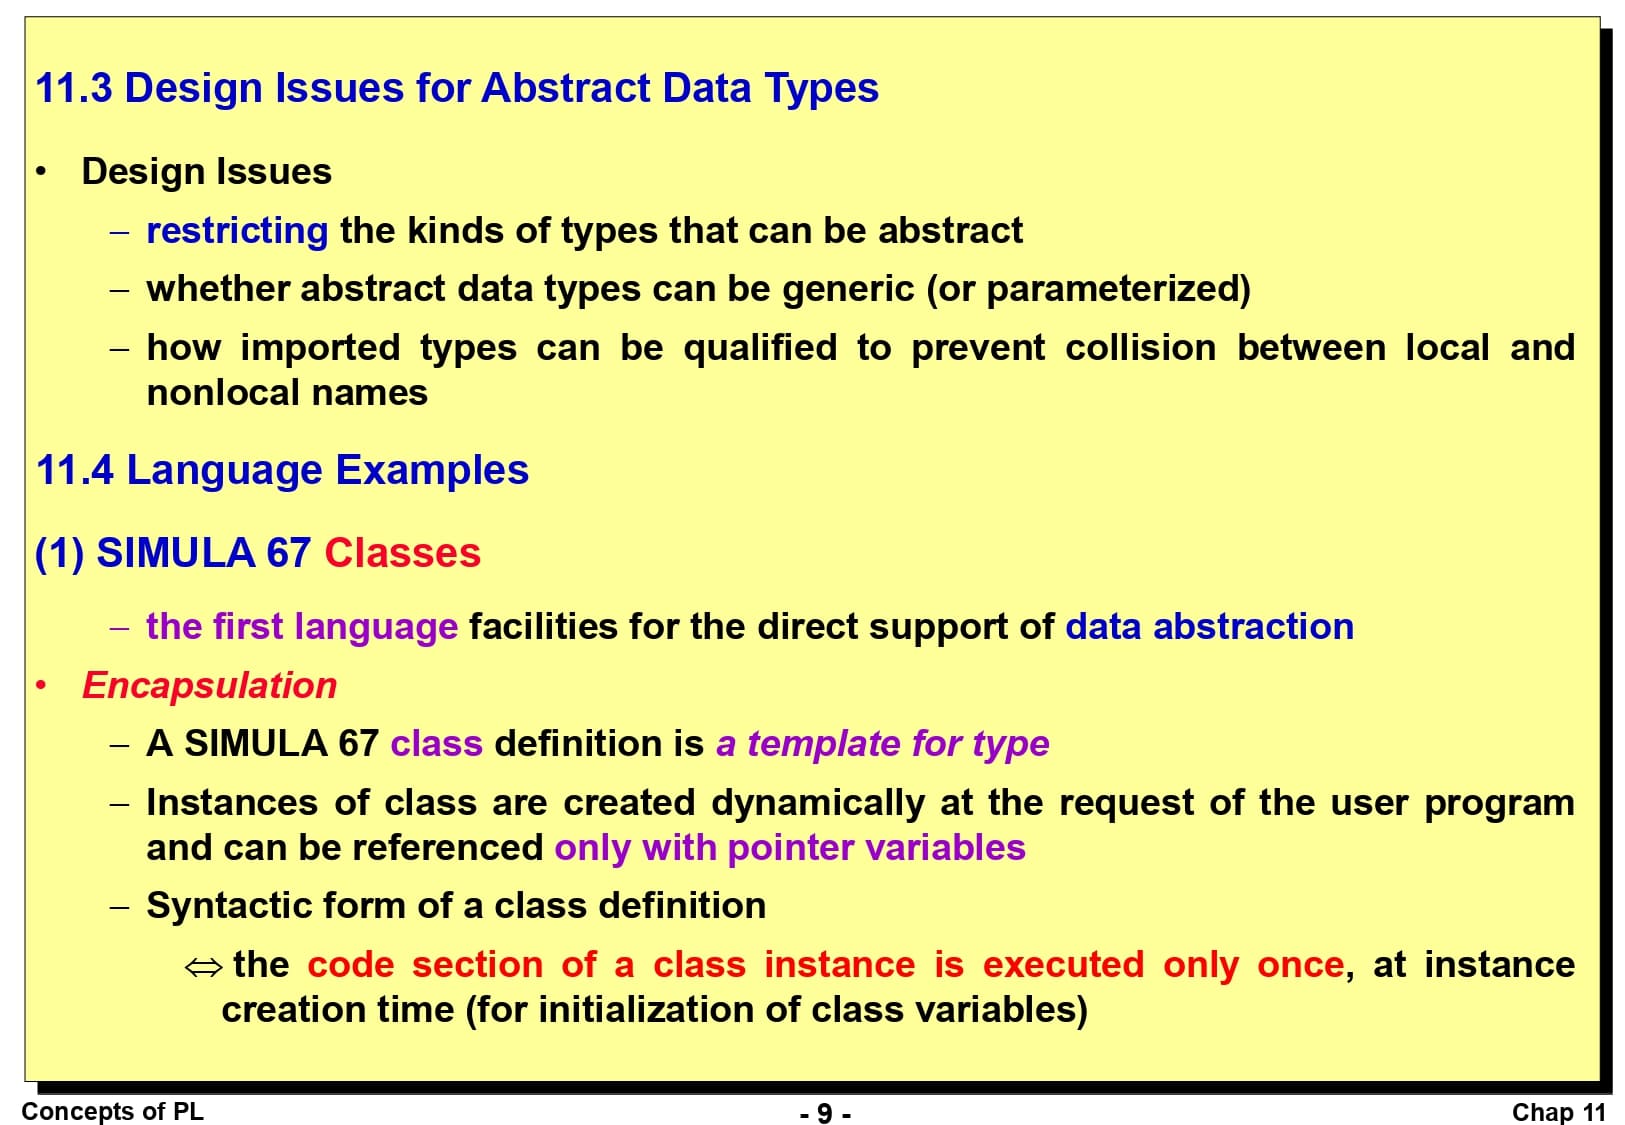 11.3 Design Issues for Abstract Data Types
• Design Issues
– restricting the kinds of types that can be abstract
– whether abstract data types can be generic (or parameterized)
– how imported types can be qualified to prevent collision between local and
nonlocal names
11.4 Language Examples
(1) SIMULA 67 Classes
– the first language facilities for the direct support of data abstraction
• Encapsulation
– A SIMULA 67 class definition is a template for type
– Instances of class are created dynamically at the request of the user program
and can be referenced only with pointer variables
– Syntactic form of a class definition
⇔ the code section of a class instance is executed only once, at instance
creation time (for initialization of class variables)
Concepts of PL
- 9 -
Chap 11